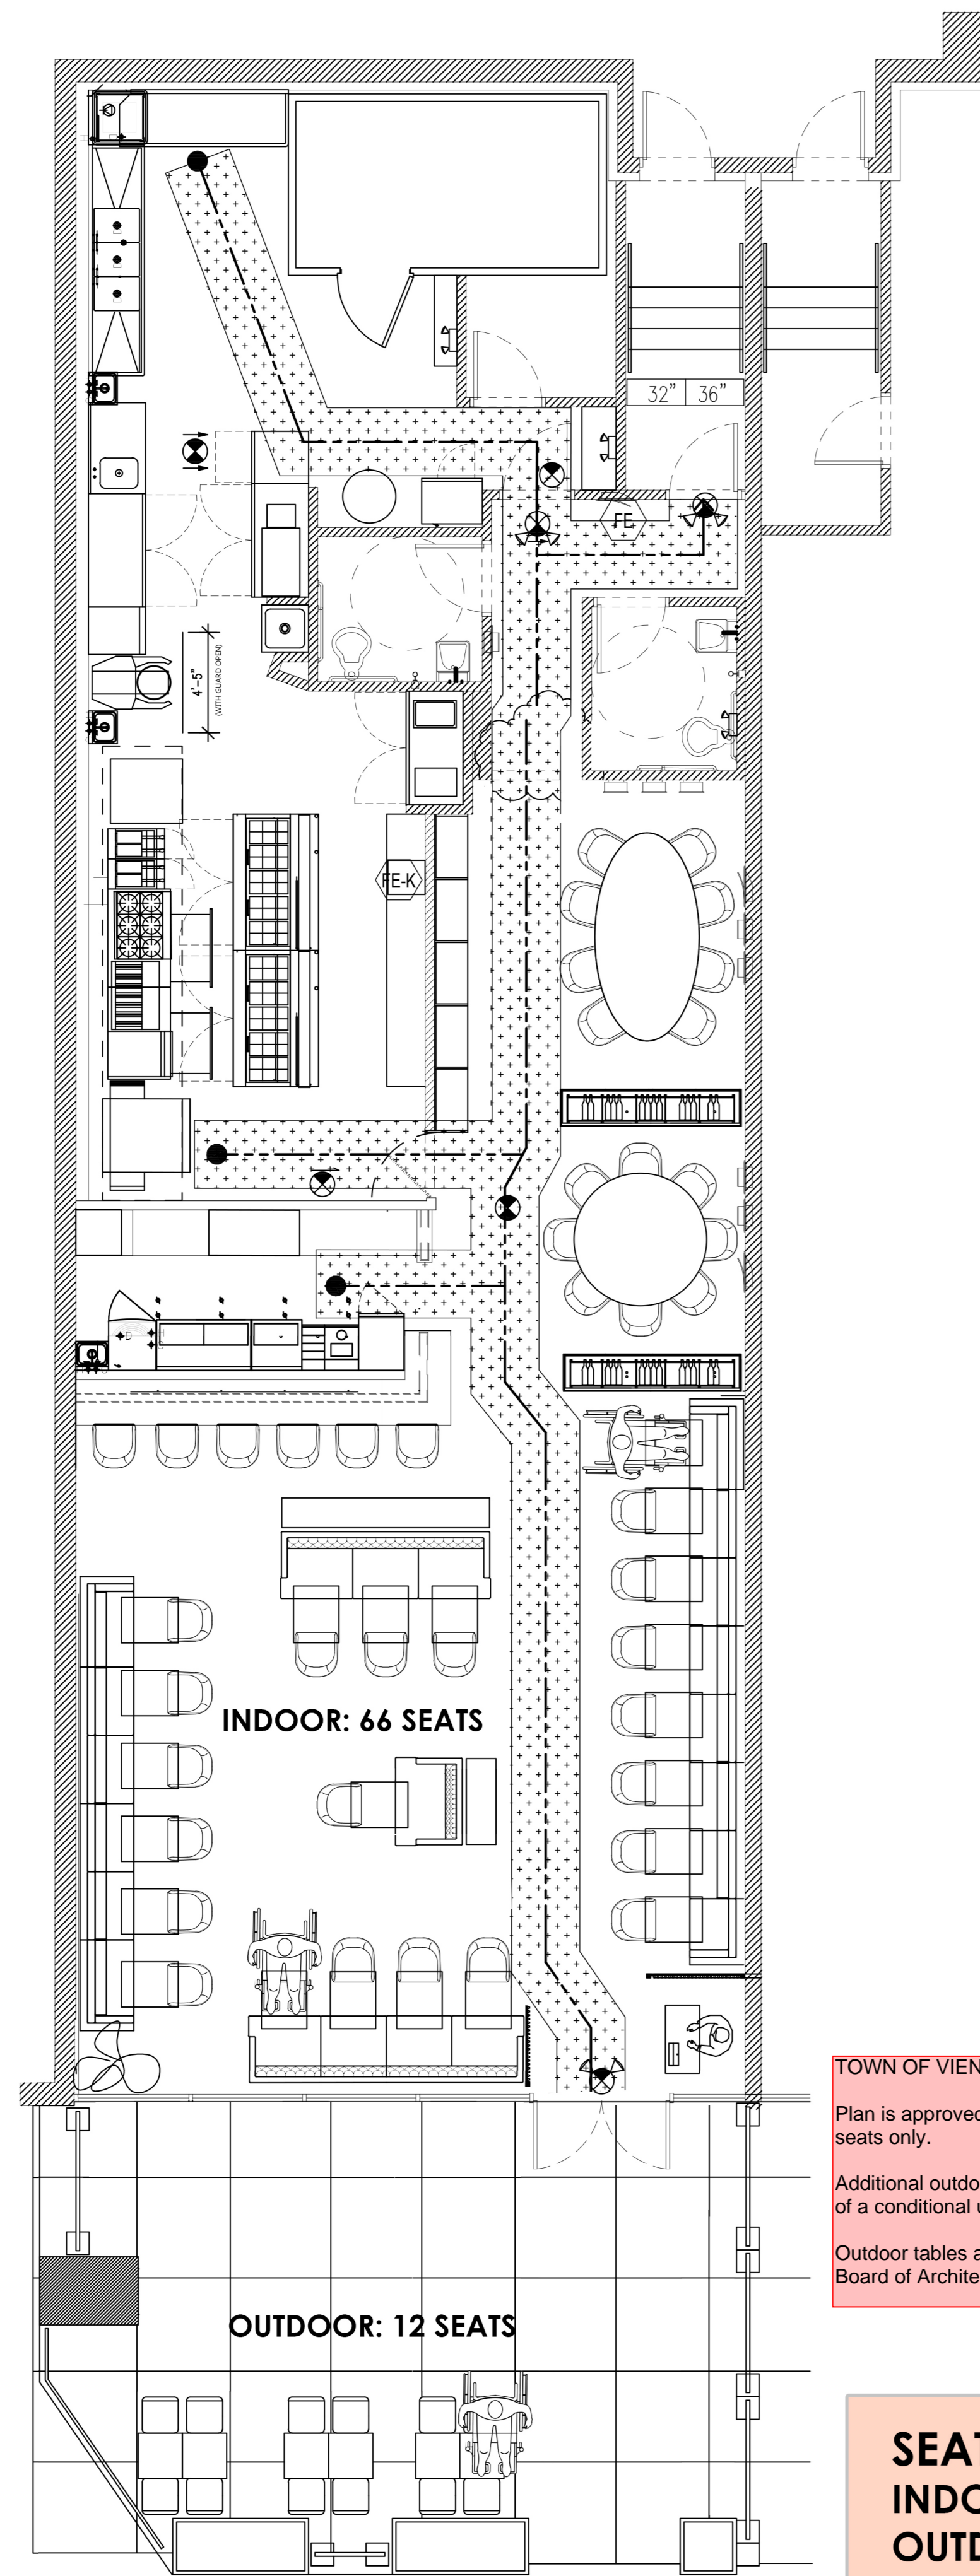 32” 36”
FE
4'-5"
(WITH GUARD OPEN)
FE-K
INDOOR: 66 SEATS
TOWN OF VIEN
Plan is approved
seats only.
Additional outdo
of a conditional u
Outdoor tables a
Board of Archite
OUTDOOR: 12 SEATS
SEAT
INDO
OUTD